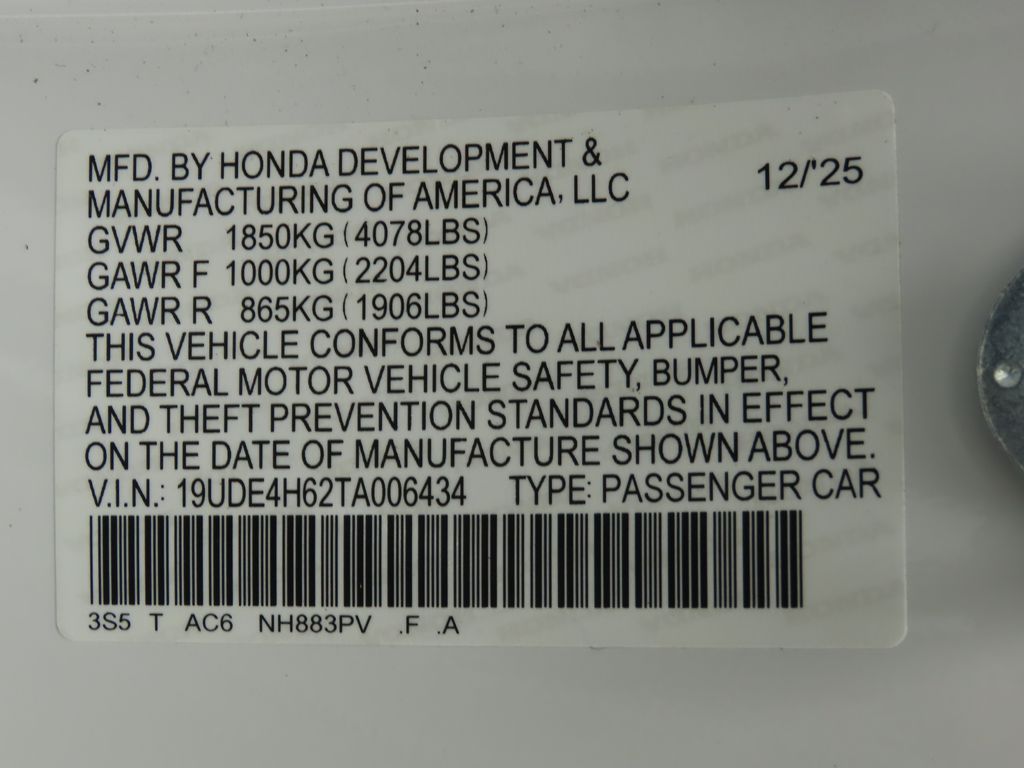 MFD. BY HONDA DEVELOPMENT &
MANUFACTURING OF AMERICA, LLC 12/'25
GVWR 1850KG (4078LBS)
GAWR F 1000KG (2204LBS)
GAWR R 865KG (1906LBS)
THIS VEHICLE CONFORMS TO ALL APPLICABLE
FEDERAL MOTOR VEHICLE SAFETY, BUMPER,
AND THEFT PREVENTION STANDARDS IN EFFECT
ON THE DATE OF MANUFACTURE SHOWN ABOVE.
V.I.N.: 19UDE4H62TA006434 TYPE: PASSENGER CAR
3S5 T AC6 NH883PV .F .A